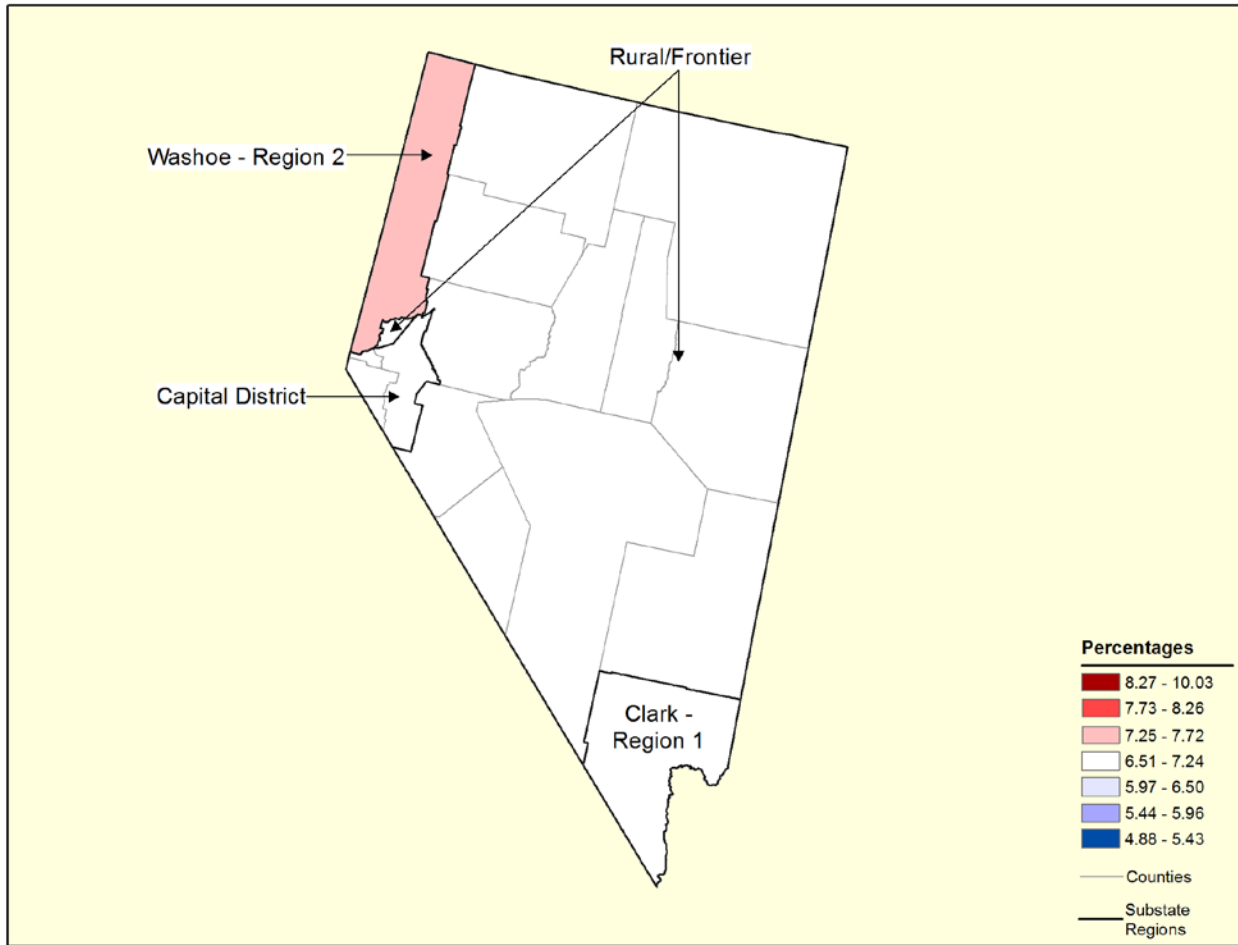 Rural/Frontier
Washoe - Region 2
Capital District
Clark -
Region 1
Percentages
8.27 - 10.03
7.73 - 8.26
7.25 - 7.72
6.51 - 7.24
5.97 - 6.50
5.44 - 5.96
4.88 - 5.43
Counties
Substate
Regions